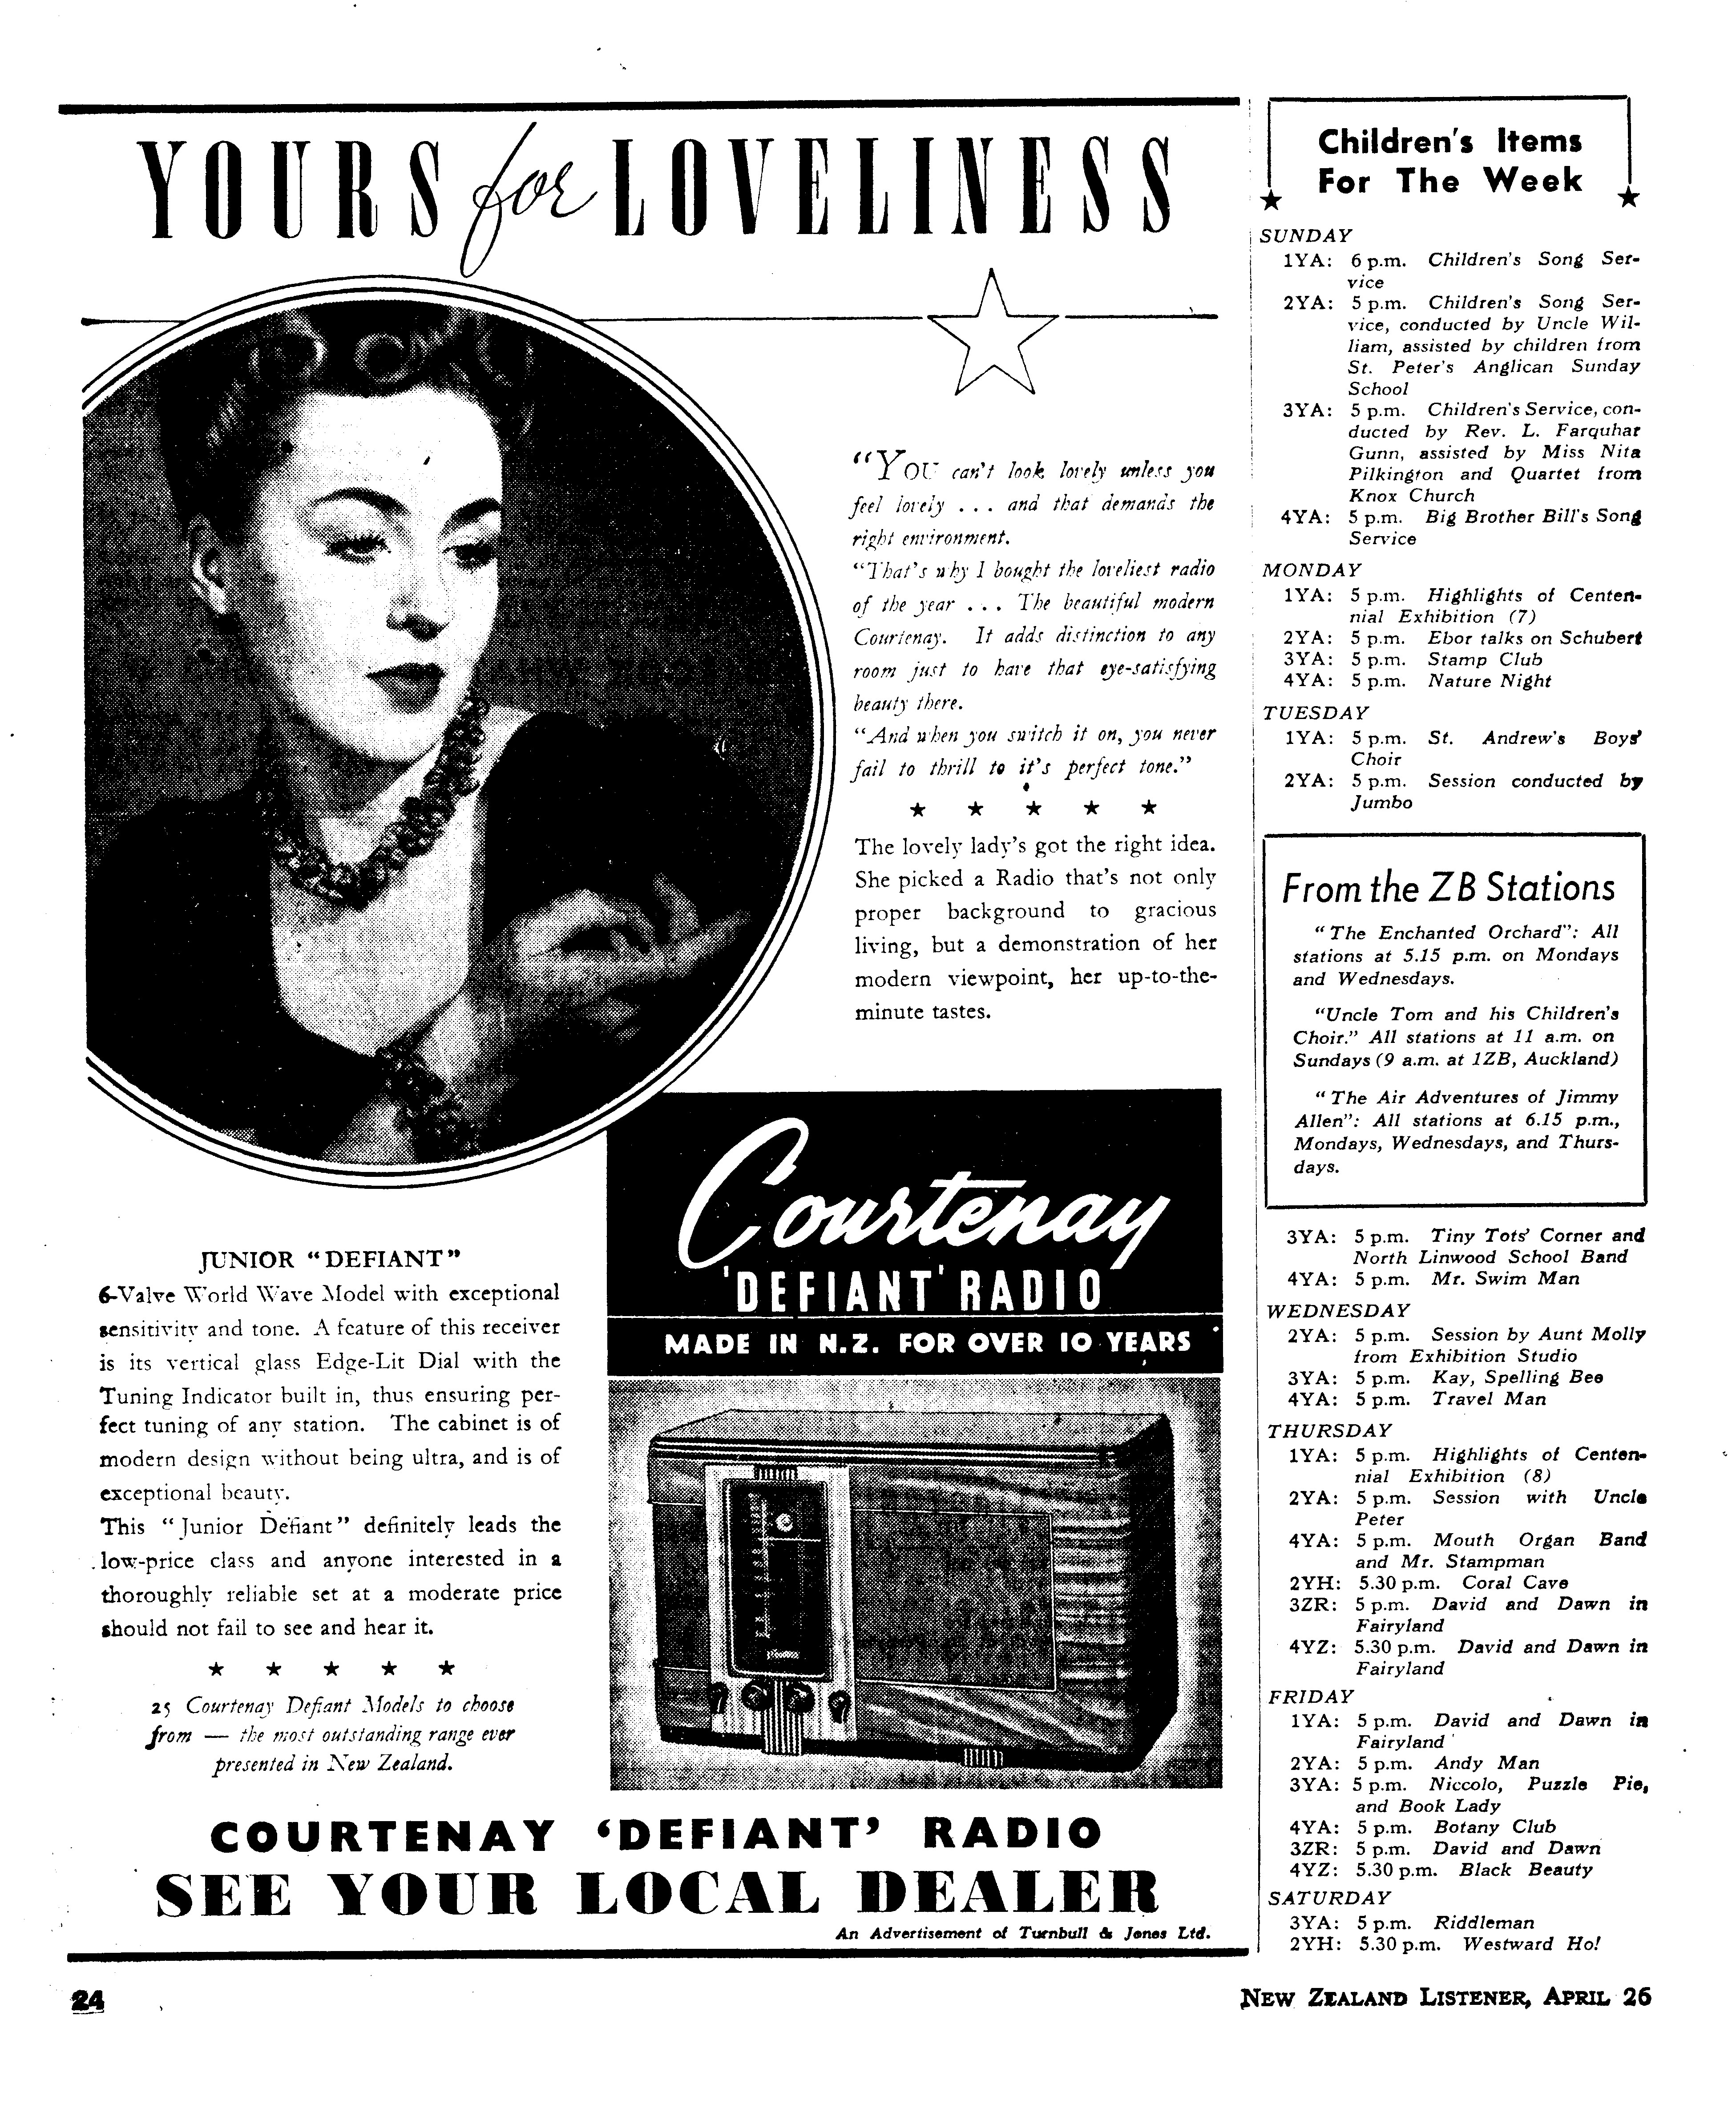 YOURS for LOVELINESS
"YOU can't look lovely unless you
feel lovely . . . and that demands the
right environment.
"That's why I bought the loveliest radio
of the year . . . The beautiful modern
Courtenay. It adds distinction to any
room just to have that eye-satisfying
beauty there.
"And when you switch it on, you never
fail to thrill to it's perfect tone."
★ ★ ★ ★ ★
The lovely lady's got the right idea.
She picked a Radio that's not only
proper background to gracious
living, but a demonstration of her
modern viewpoint, her up-to-the-
minute tastes.
Courtenay
'DEFIANT' RADIO
MADE IN N.Z. FOR OVER 10 YEARS
JUNIOR "DEFIANT"
6-Valve World Wave Model with exceptional
sensitivity and tone. A feature of this receiver
is its vertical glass Edge-Lit Dial with the
Tuning Indicator built in, thus ensuring per-
fect tuning of any station. The cabinet is of
modern design without being ultra, and is of
exceptional beauty.
This "Junior Defiant" definitely leads the
low-price class and anyone interested in a
thoroughly reliable set at a moderate price
should not fail to see and hear it.
★ ★ ★ ★ ★
25 Courtenay Defiant Models to choose
from — the most outstanding range ever
presented in New Zealand.
COURTENAY 'DEFIANT' RADIO
SEE YOUR LOCAL DEALER
An Advertisement of Turnbull & Jones Ltd.
Children's Items
For The Week
SUNDAY
1YA: 6 p.m. Children's Song Ser-
vice
2YA: 5 p.m. Children's Song Ser-
vice, conducted by Uncle Wil-
liam, assisted by children from
St. Peter's Anglican Sunday
School
3YA: 5 p.m. Children's Service, con-
ducted by Rev. L. Farquhar
Gunn, assisted by Miss Nita
Pilkington and Quartet from
Knox Church
4YA: 5 p.m. Big Brother Bill's Song
Service
MONDAY
1YA: 5 p.m. Highlights of Centen-
nial Exhibition (7)
2YA: 5 p.m. Ebor talks on Schubert
3YA: 5 p.m. Stamp Club
4YA: 5 p.m. Nature Night
TUESDAY
1YA: 5 p.m. St. Andrew's Boys'
Choir
2YA: 5 p.m. Session conducted by
Jumbo
From the ZB Stations
"The Enchanted Orchard": All
stations at 5.15 p.m. on Mondays
and Wednesdays.
"Uncle Tom and his Children's
Choir." All stations at 11 a.m. on
Sundays (9 a.m. at 1ZB, Auckland)
"The Air Adventures of Jimmy
Allen": All stations at 6.15 p.m.,
Mondays, Wednesdays, and Thurs-
days.
3YA: 5 p.m. Tiny Tots' Corner and
North Linwood School Band
4YA: 5 p.m. Mr. Swim Man
WEDNESDAY
2YA: 5 p.m. Session by Aunt Molly
from Exhibition Studio
3YA: 5 p.m. Kay, Spelling Bee
4YA: 5 p.m. Travel Man
THURSDAY
1YA: 5 p.m. Highlights of Centen-
nial Exhibition (8)
2YA: 5 p.m. Session with Uncle
Peter
4YA: 5 p.m. Mouth Organ Band
and Mr. Stampman
2YH: 5.30 p.m. Coral Cave
3ZR: 5 p.m. David and Dawn in
Fairyland
4YZ: 5.30 p.m. David and Dawn in
Fairyland
FRIDAY
1YA: 5 p.m. David and Dawn in
Fairyland
2YA: 5 p.m. Andy Man
3YA: 5 p.m. Niccolo, Puzzle Pie,
and Book Lady
4YA: 5 p.m. Botany Club
3ZR: 5 p.m. David and Dawn
4YZ: 5.30 p.m. Black Beauty
SATURDAY
3YA: 5 p.m. Riddleman
2YH: 5.30 p.m. Westward Ho!
24
NEW ZEALAND LISTENER, APRIL 26